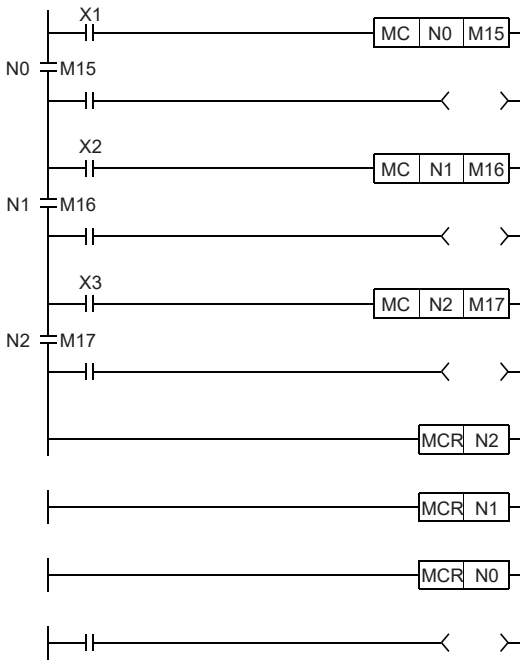 X1
MC N0 M15
N0 M15
X2
MC N1 M16
N1 M16
X3
MC N2 M17
N2 M17
MCR N2
MCR N1
MCR N0